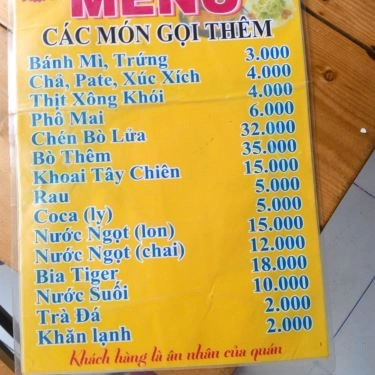 MENU
CÁC MÓN GỌI THÊM
Bánh Mì, Trứng 3.000
Chả, Pate, Xúc Xích 4.000
Thịt Xông Khói 4.000
Phô Mai 6.000
Chén Bò Lửa 32.000
Bò Thêm 35.000
Khoai Tây Chiên 15.000
Rau 5.000
Coca (ly) 5.000
Nước Ngọt (lon) 15.000
Nước Ngọt (chai) 12.000
Bia Tiger 18.000
Nước Suối 10.000
Trà Đá 2.000
Khăn lạnh 2.000
Khách hàng là ân nhân của quán